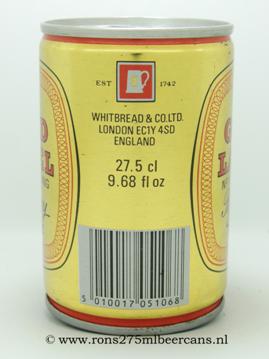 EST 1742
WHITBREAD & CO.LTD.
LONDON EC1Y 4SD
ENGLAND
27.5 cl
9.68 fl oz
5 010017 051068
© www.rons275mlbeercans.nl